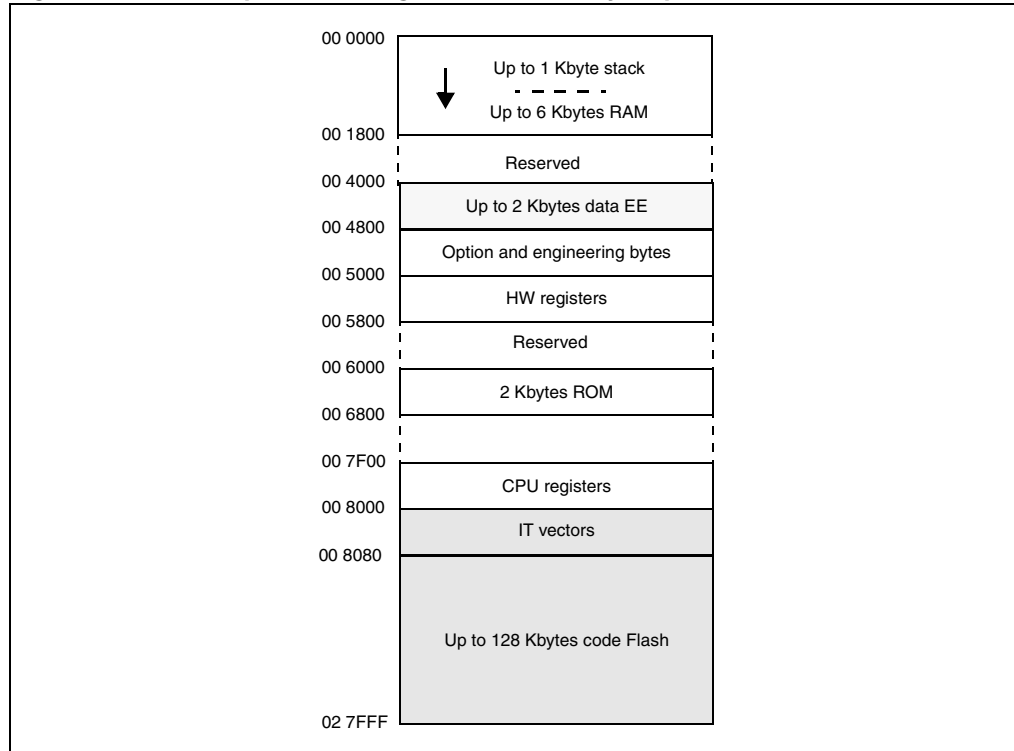 00 0000
Up to 1 Kbyte stack
Up to 6 Kbytes RAM
00 1800
Reserved
00 4000
Up to 2 Kbytes data EE
00 4800
Option and engineering bytes
00 5000
HW registers
00 5800
Reserved
00 6000
2 Kbytes ROM
00 6800
00 7F00
CPU registers
00 8000
IT vectors
00 8080
Up to 128 Kbytes code Flash
02 7FFF